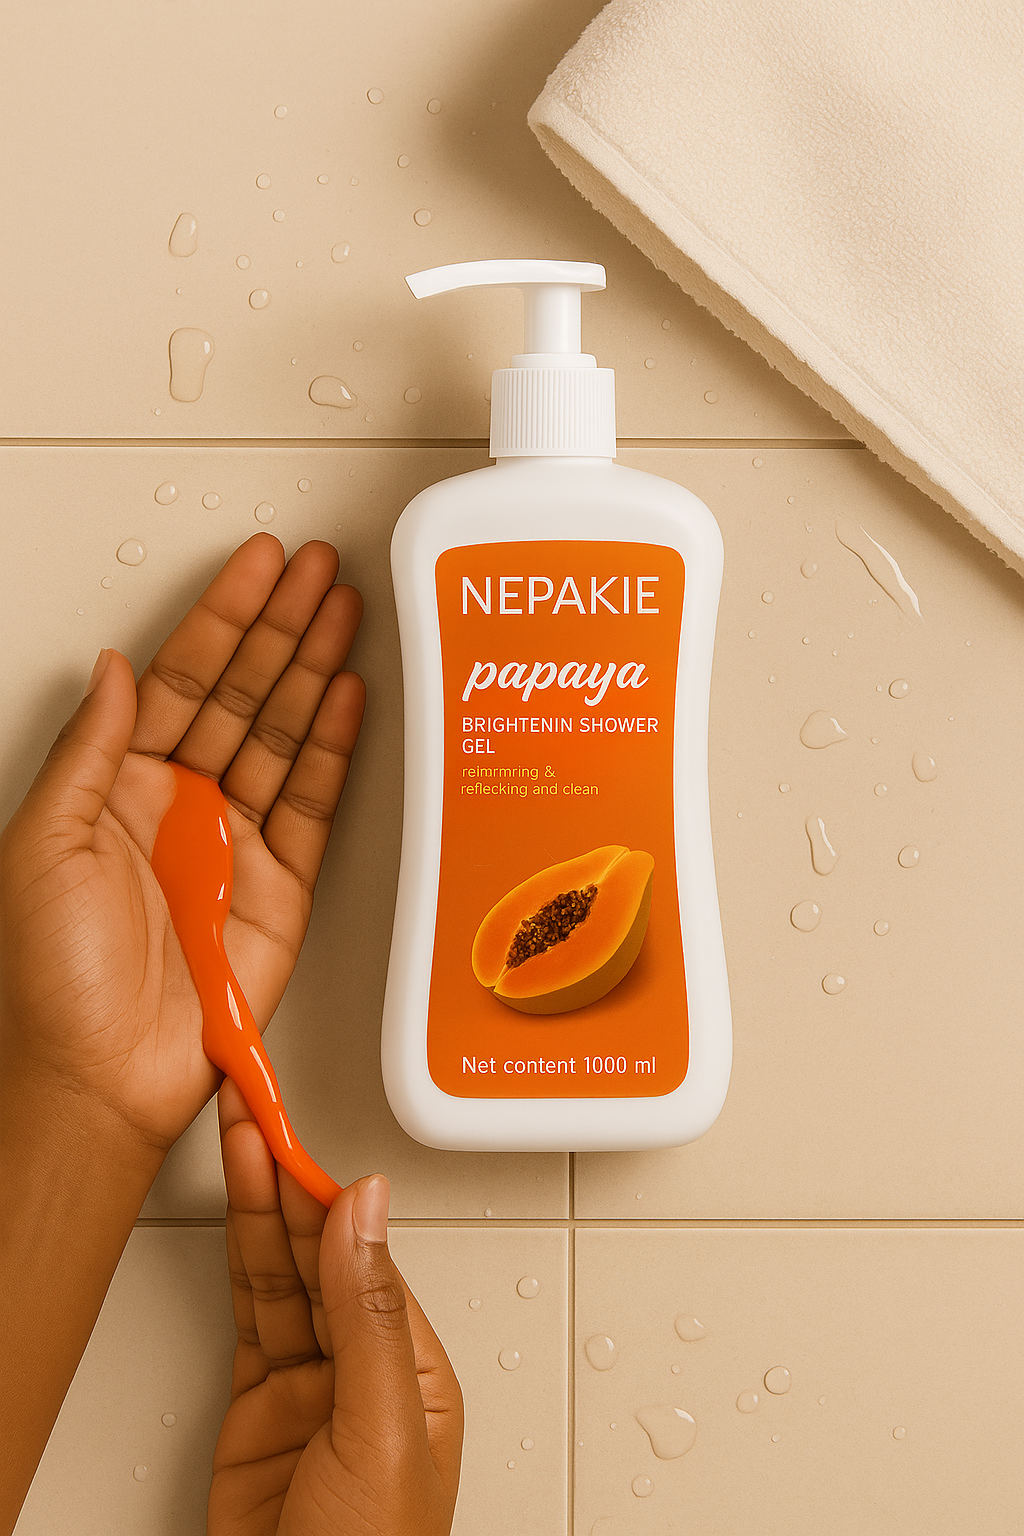 NEPAKIE
papaya
BRIGHTENIN SHOWER
GEL
reimrmring &
reflecking and clean
Net content 1000 ml